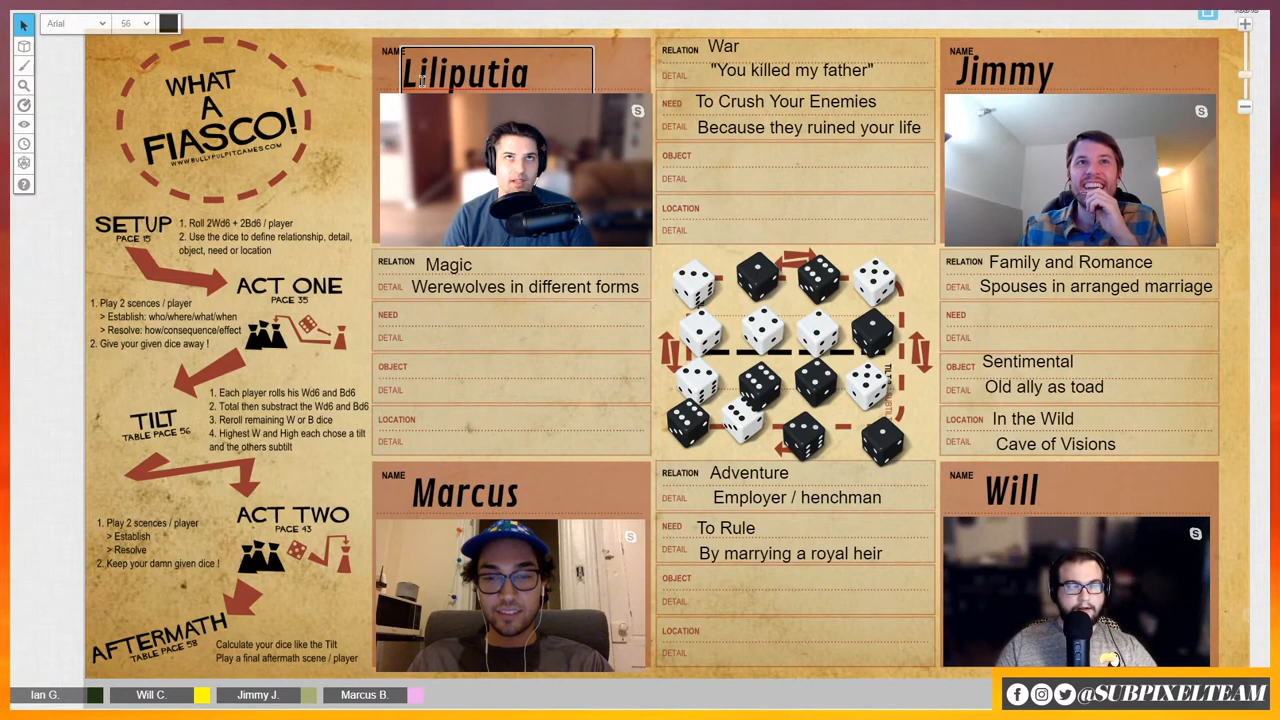 Arial
56
WHAT
A
FIASCO!
WWW.BULLYPULPITGAMES.COM
SETUP
PAGE 15
1. Roll 2Wd6 + 2Bd6 / player
2. Use the dice to define relationship, detail,
object, need or location
ACT ONE
PAGE 35
1. Play 2 scences / player
> Establish: who/where/what/when
> Resolve: how/consequence/effect
2. Give your given dice away !
TILT
TABLE PAGE 56
1. Each player rolls his Wd6 and Bd6
2. Total then substract the Wd6 and Bd6
3. Reroll remaining W or B dice
4. Highest W and High each chose a tilt
and the others subtilt
ACT TWO
PAGE 43
1. Play 2 scences / player
> Establish
> Resolve
2. Keep your damn given dice !
AFTERMATH
TABLE PAGE 58
Calculate your dice like the Tilt
Play a final aftermath scene / player
NAME
Liliputia
RELATION War
DETAIL "You killed my father"
NEED To Crush Your Enemies
DETAIL Because they ruined your life
OBJECT
DETAIL
LOCATION
DETAIL
NAME
Jimmy
RELATION Magic
DETAIL Werewolves in different forms
NEED
DETAIL
OBJECT
DETAIL
LOCATION
DETAIL
RELATION Family and Romance
DETAIL Spouses in arranged marriage
NEED
DETAIL
OBJECT Sentimental
DETAIL Old ally as toad
LOCATION In the Wild
DETAIL Cave of Visions
NAME
Marcus
RELATION Adventure
DETAIL Employer / henchman
NEED To Rule
DETAIL By marrying a royal heir
OBJECT
DETAIL
LOCATION
DETAIL
NAME
Will
Ian G.
Will C.
Jimmy J.
Marcus B.
@SUBPIXELTEAM